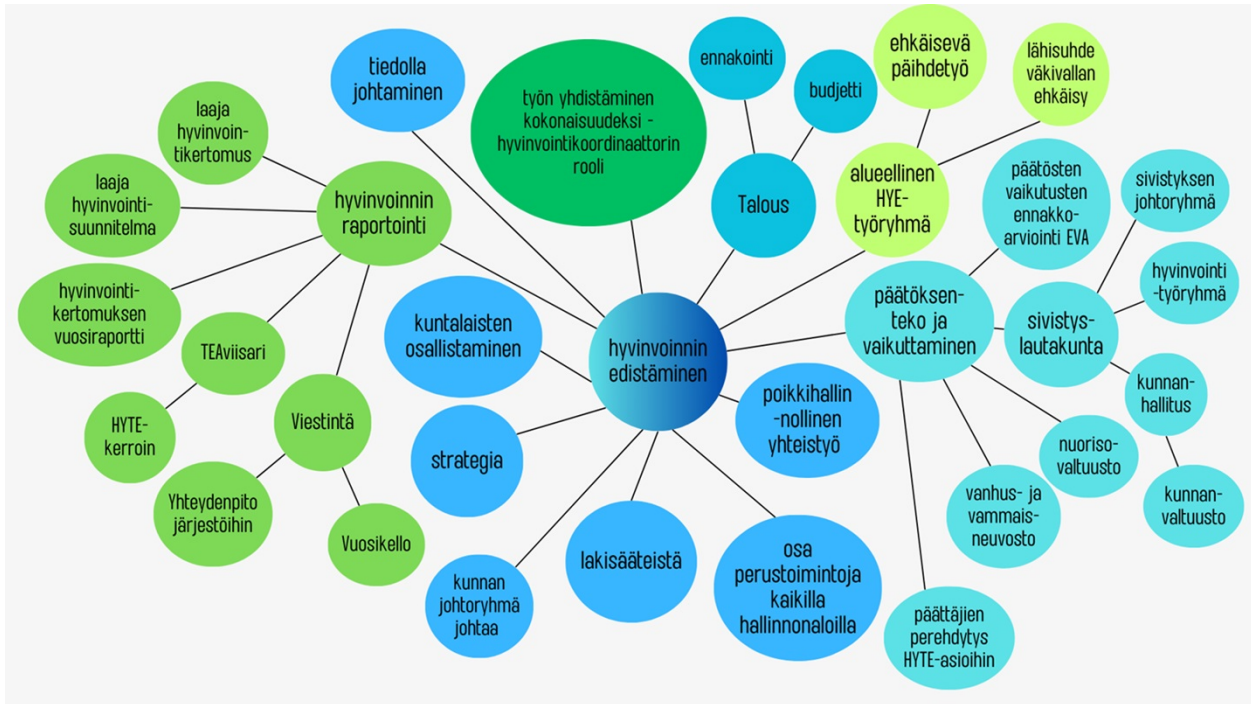 tiedolla
johtaminen
työn yhdistäminen
kokonaisuudeksi -
hyvinvointikoordinaattorin
rooli
ennakointi
budjetti
Talous
ehkäisevä
päihdetyö
lähisuhde
väkivallan
ehkäisy
alueellinen
HYE-
työryhmä
laaja
hyvinvoin-
tikertomus
laaja
hyvinvointi-
suunnitelma
hyvinvoinnin
raportointi
hyvinvointi-
kertomuksen
vuosiraportti
TEAviisari
HYTE-
kerroin
Viestintä
Yhteydenpito
järjestöihin
Vuosikello
kuntalaisten
osallistaminen
strategia
kunnan
johtoryhmä
johtaa
lakisääteistä
osa
perustoimintoja
kaikilla
hallinnonaloilla
poikkihallin
-nollinen
yhteistyö
hyvinvoinnin
edistäminen
päätösten
vaikutusten
ennakko-
arviointi EVA
sivistyksen
johtoryhmä
hyvinvointi
-työryhmä
päätöksen-
teko ja
vaikuttaminen
sivistys-
lautakunta
kunnan-
hallitus
kunnan-
valtuusto
nuoriso-
valtuusto
vanhus- ja
vammais-
neuvosto
päättäjien
perehdytys
HYTE-asioihin